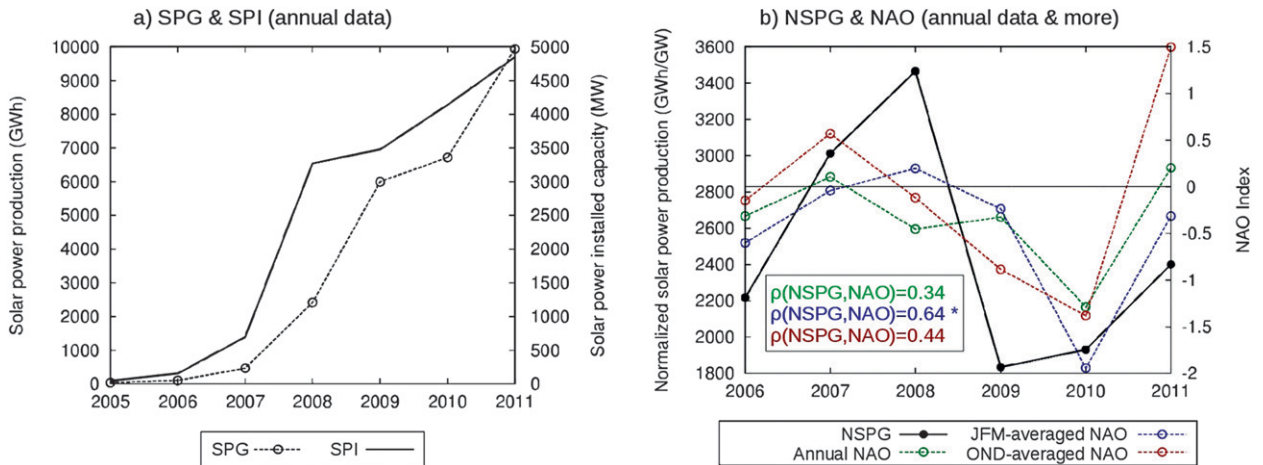 a) SPG & SPI (annual data)
Solar power production (GWh)
10000
9000
8000
7000
6000
5000
4000
3000
2000
1000
0
5000
4500
4000
3500
3000
2500
2000
1500
1000
500
0
Solar power installed capacity (MW)
2005 2006 2007 2008 2009 2010 2011
SPG SPI
b) NSPG & NAO (annual data & more)
Normalized solar power production (GWh/GW)
3600
3400
3200
3000
2800
2600
2400
2200
2000
1800
1.5
1
0.5
0
-0.5
-1
-1.5
-2
NAO Index
ρ(NSPG,NAO)=0.34
ρ(NSPG,NAO)=0.64 *
ρ(NSPG,NAO)=0.44
2006 2007 2008 2009 2010 2011
NSPG JFM-averaged NAO
Annual NAO OND-averaged NAO